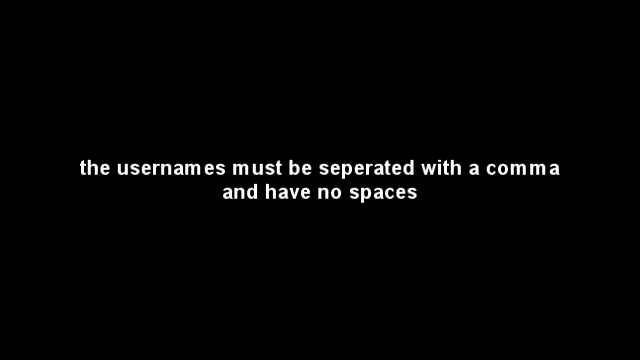 the usernames must be seperated with a comma
and have no spaces